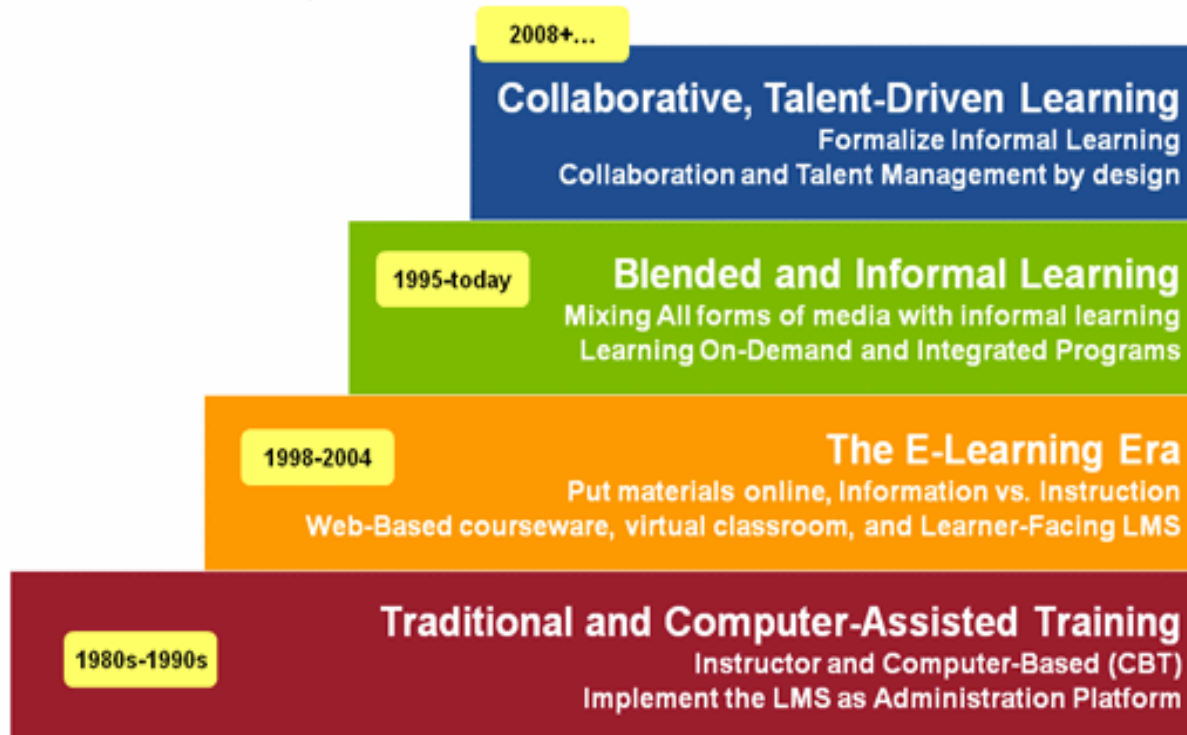 2008+...
Collaborative, Talent-Driven Learning
Formalize Informal Learning
Collaboration and Talent Management by design
1995-today
Blended and Informal Learning
Mixing All forms of media with informal learning
Learning On-Demand and Integrated Programs
1998-2004
The E-Learning Era
Put materials online, Information vs. Instruction
Web-Based courseware, virtual classroom, and Learner-Facing LMS
1980s-1990s
Traditional and Computer-Assisted Training
Instructor and Computer-Based (CBT)
Implement the LMS as Administration Platform